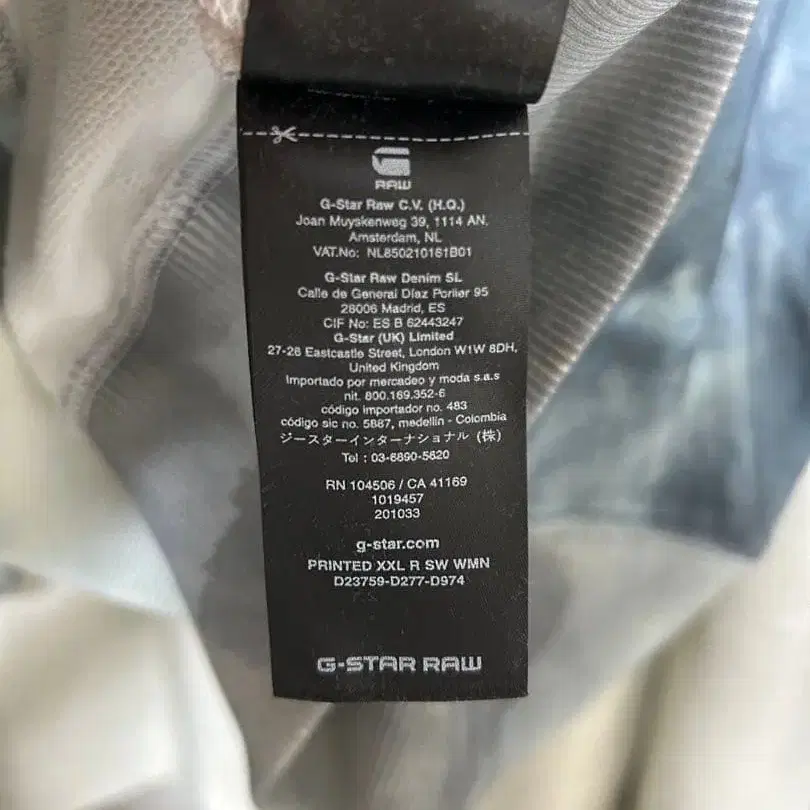 RAW
G-Star Raw C.V. (H.Q.)
Joan Muyskenweg 39, 1114 AN,
Amsterdam, NL
VAT.No: NL850210161B01
G-Star Raw Denim SL
Calle de General Díaz Porlier 95
28006 Madrid, ES
CIF No: ES B 62443247
G-Star (UK) Limited
27-28 Eastcastle Street, London W1W 8DH,
United Kingdom
Importado por mercadeo y moda s.a.s
nit. 800.169.352-6
código importador no. 483
código sic no. 5887, medellin - Colombia
ジースターインターナショナル (株)
Tel : 03-6890-5620
RN 104506 / CA 41169
1019457
201033
g-star.com
PRINTED XXL R SW WMN
D23759-D277-D974
G-STAR RAW